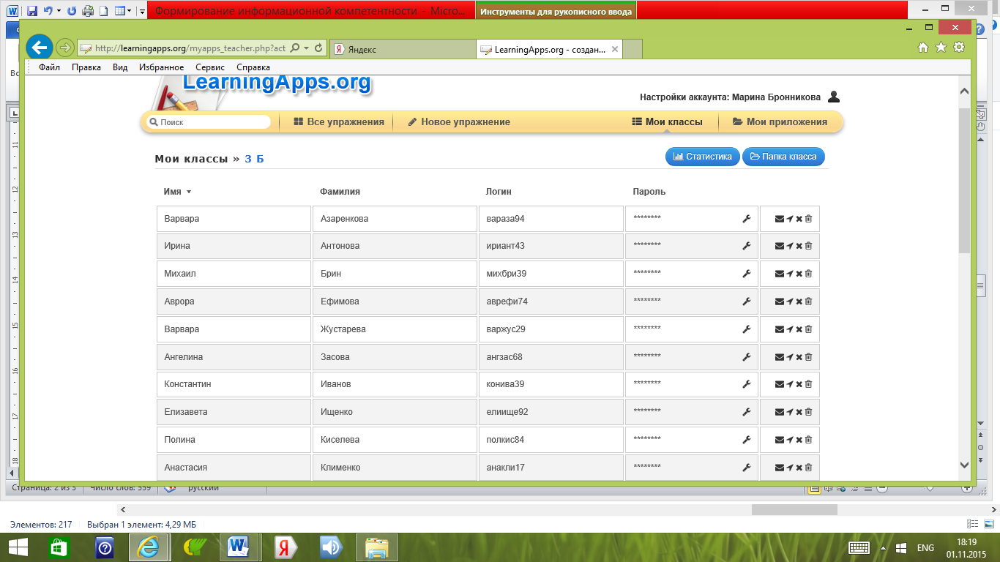 Формирование информационной компетентности - Micro...
Инструменты для рукописного ввода
http://learningapps.org/myapps_teacher.php?act
Яндекс
LearningApps.org - создан...
Файл Правка Вид Избранное Сервис Справка
LearningApps.org
Настройки аккаунта: Марина Бронникова
Поиск Все упражнения Новое упражнение Мои классы Мои приложения
Мои классы » 3 Б
Статистика Папка класса
Имя Фамилия Логин Пароль
Варвара Азаренкова вараза94 ********
Ирина Антонова ириант43 ********
Михаил Брин михбри39 ********
Аврора Ефимова аврефи74 ********
Варвара Жустарева варжус29 ********
Ангелина Засова ангзас68 ********
Константин Иванов конива39 ********
Елизавета Ищенко елиище92 ********
Полина Киселева полкис84 ********
Анастасия Клименко анакли17 ********
Страница: 2 из 3 Число слов: 559 русский
Элементов: 217 Выбран 1 элемент: 4,29 МБ
ENG
18:19
01.11.2015